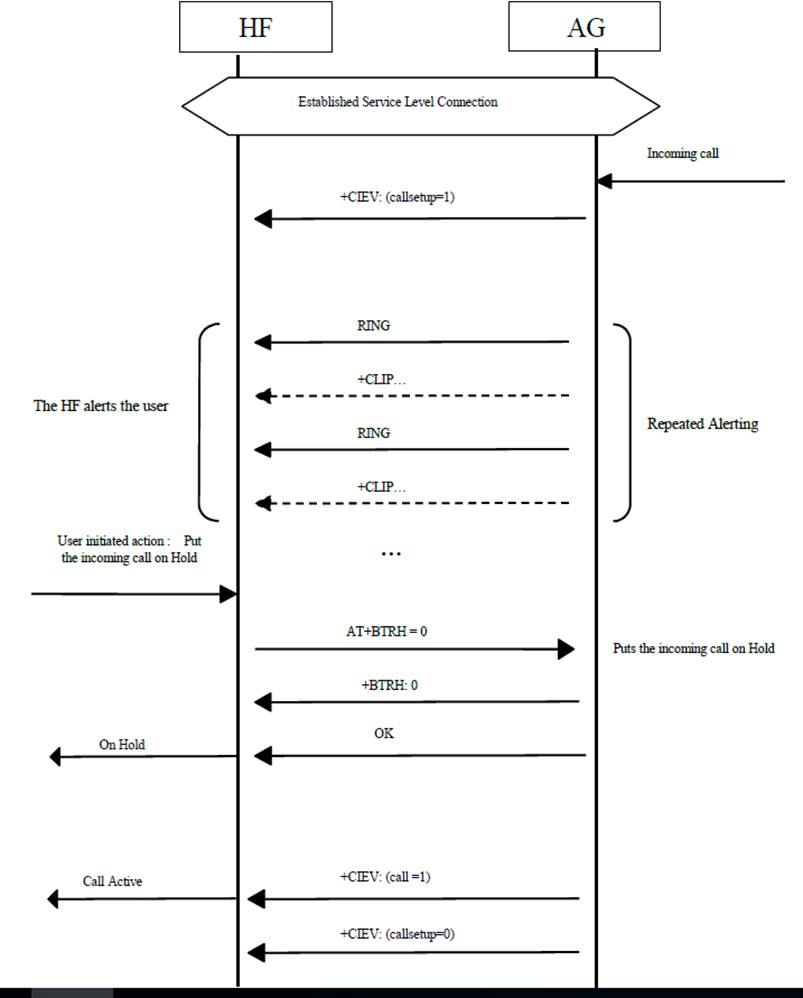 HF
AG
Established Service Level Connection
Incoming call
+CIEV: (callsetup=1)
RING
+CLIP…
The HF alerts the user
RING
Repeated Alerting
+CLIP…
User initiated action : Put
the incoming call on Hold
…
AT+BTRH = 0
Puts the incoming call on Hold
+BTRH: 0
OK
On Hold
Call Active
+CIEV: (call =1)
+CIEV: (callsetup=0)